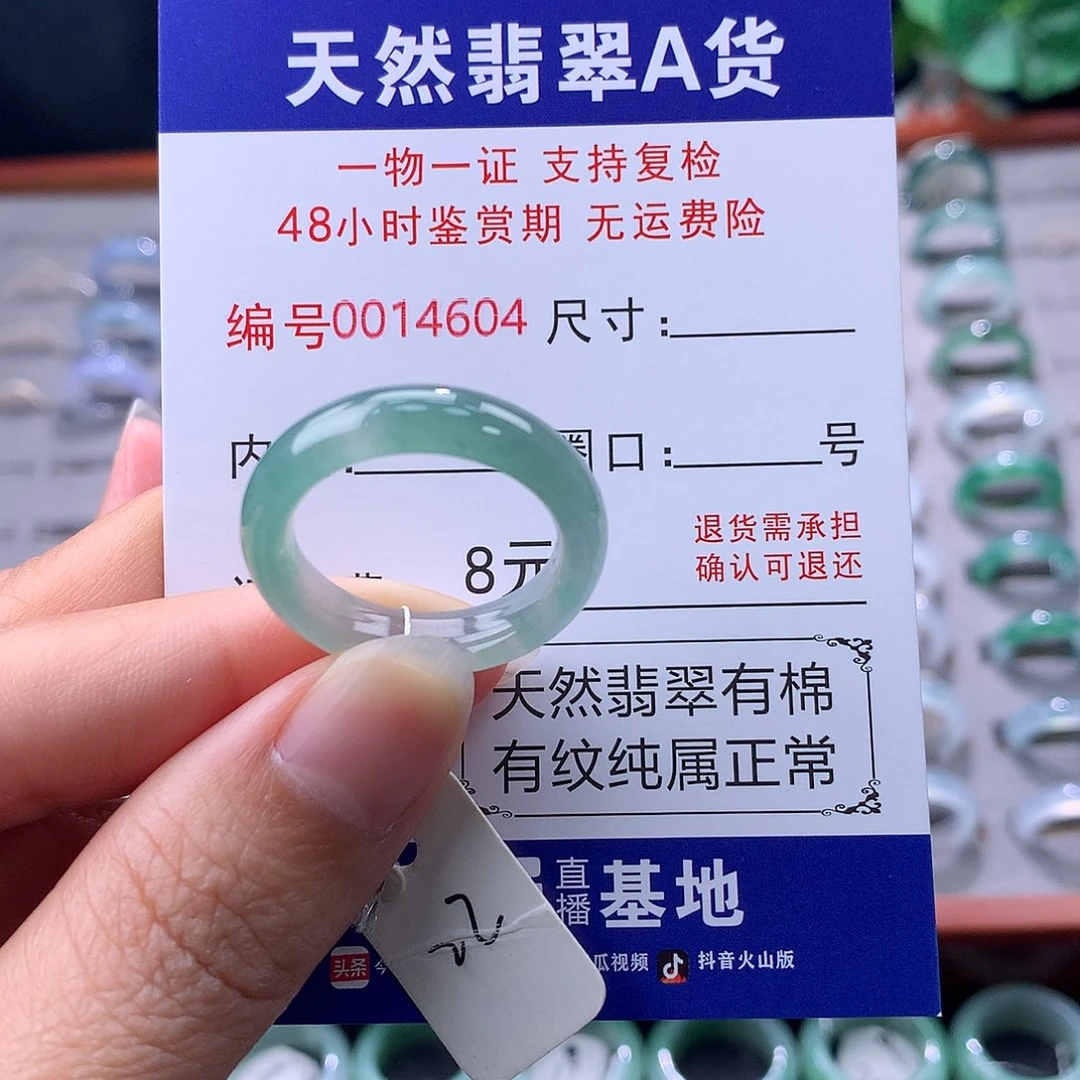 天然翡翠A货
一物一证 支持复检
48小时鉴赏期 无运费险
编号0014604 尺寸:
内 : 圈口: 号
8元
退货需承担
确认可退还
天然翡翠有棉
有纹纯属正常
直播基地
头条 瓜视频 抖音火山版